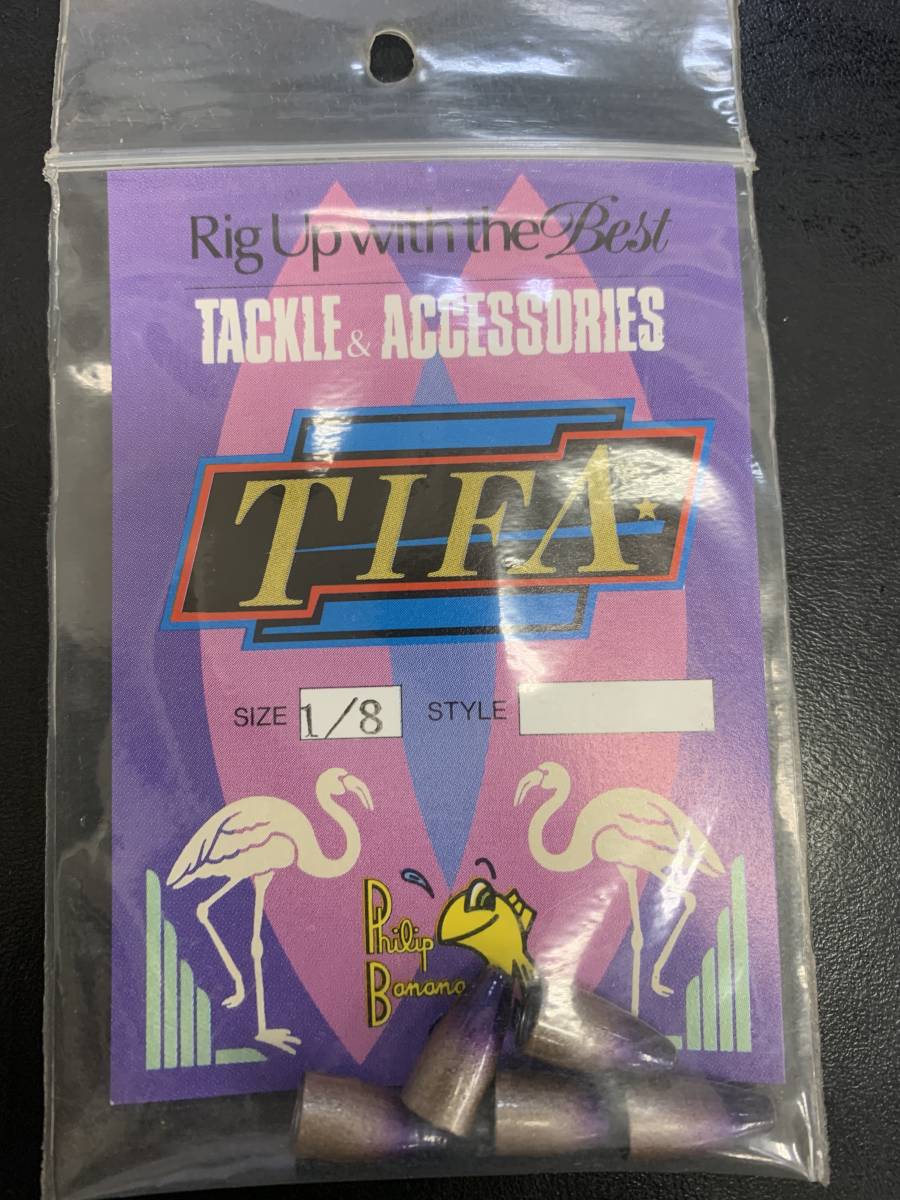 Rig Up with the Best
TACKLE & ACCESSORIES
TIFA
SIZE 1/8 STYLE
Philip
Banana